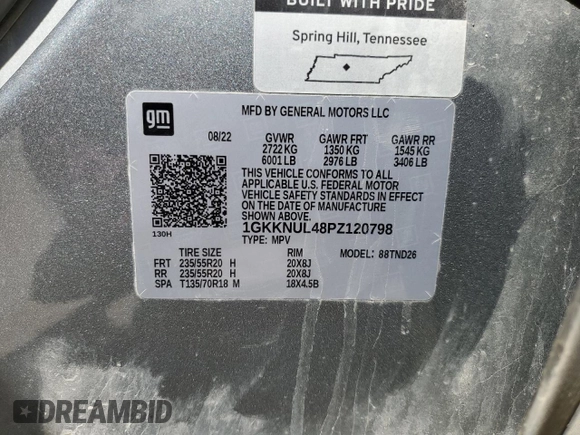 BUILT WITH PRIDE
Spring Hill, Tennessee
gm
MFD BY GENERAL MOTORS LLC
08/22 GVWR GAWR FRT GAWR RR
2722 KG 1350 KG 1545 KG
6001 LB 2976 LB 3406 LB
THIS VEHICLE CONFORMS TO ALL
APPLICABLE U.S. FEDERAL MOTOR
VEHICLE SAFETY STANDARDS IN EFFECT
ON THE DATE OF MANUFACTURE
SHOWN ABOVE.
130H
1GKKNUL48PZ120798
TYPE: MPV MODEL: 88TND26
TIRE SIZE RIM
FRT 235/55R20 H 20X8J
RR 235/55R20 H 20X8J
SPA T135/70R18 M 18X4.5B
DREAMBID